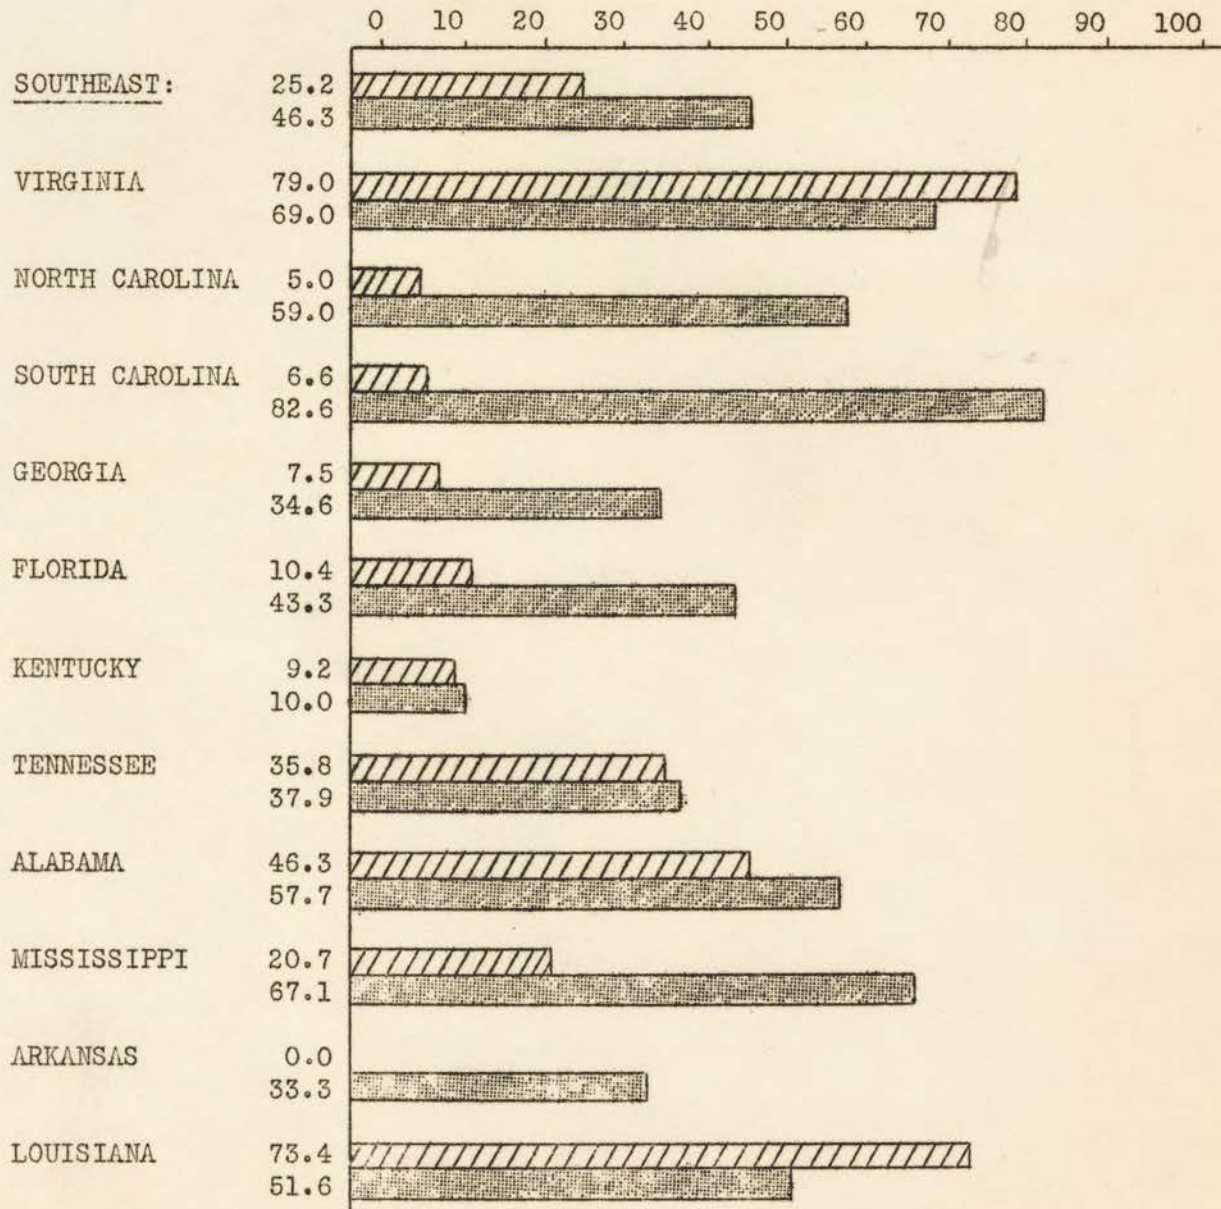 0 10 20 30 40 50 60 70 80 90 100
SOUTHEAST: 25.2
46.3
VIRGINIA 79.0
69.0
NORTH CAROLINA 5.0
59.0
SOUTH CAROLINA 6.6
82.6
GEORGIA 7.5
34.6
FLORIDA 10.4
43.3
KENTUCKY 9.2
10.0
TENNESSEE 35.8
37.9
ALABAMA 46.3
57.7
MISSISSIPPI 20.7
67.1
ARKANSAS 0.0
33.3
LOUISIANA 73.4
51.6